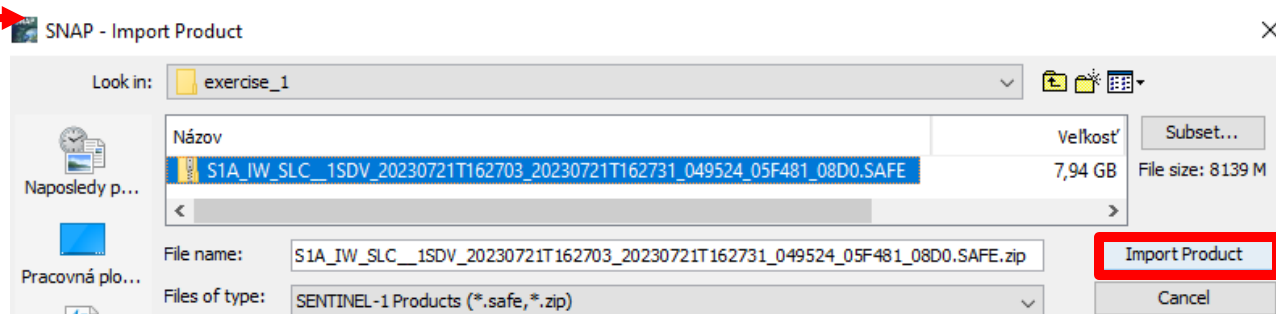 SNAP - Import Product
Look in: exercise_1
Názov Veľkosť Subset...
S1A_IW_SLC__1SDV_20230721T162703_20230721T162731_049524_05F481_08D0.SAFE 7,94 GB File size: 8139 M
Naposledy p...
File name: S1A_IW_SLC__1SDV_20230721T162703_20230721T162731_049524_05F481_08D0.SAFE.zip Import Product
Pracovná plo...
Files of type: SENTINEL-1 Products (*.safe,*.zip) Cancel